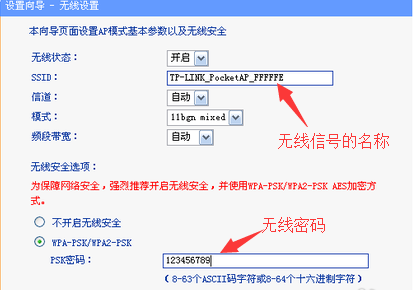 设置向导 - 无线设置
本向导页面设置AP模式基本参数以及无线安全
无线状态： 开启
SSID： TP-LINK_PocketAP_FFFFFE
信道： 自动
模式： 11bgn mixed
无线信号的名称
频段带宽： 自动
无线安全选项：
为保障网络安全，强烈推荐开启无线安全，并使用WPA-PSK/WPA2-PSK AES加密方
式。
不开启无线安全
无线密码
WPA-PSK/WPA2-PSK
PSK密码： 123456789
（8-63个ASCII码字符或8-64个十六进制字符）